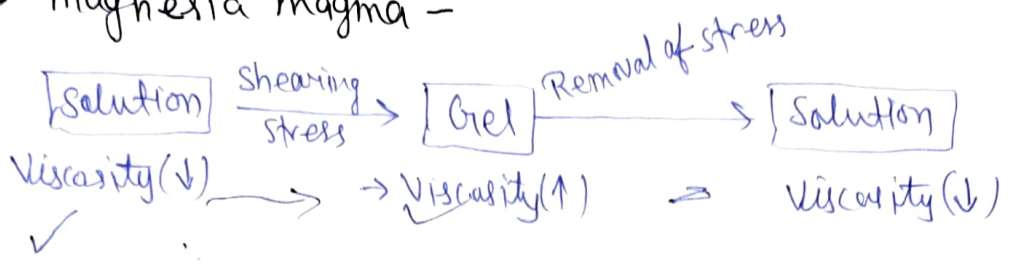 magnesia magma –
Solution Shearing stress → Gel Removal of stress → Solution
Viscosity(↓) → → Viscosity(↑) → Viscosity(↓)
✓